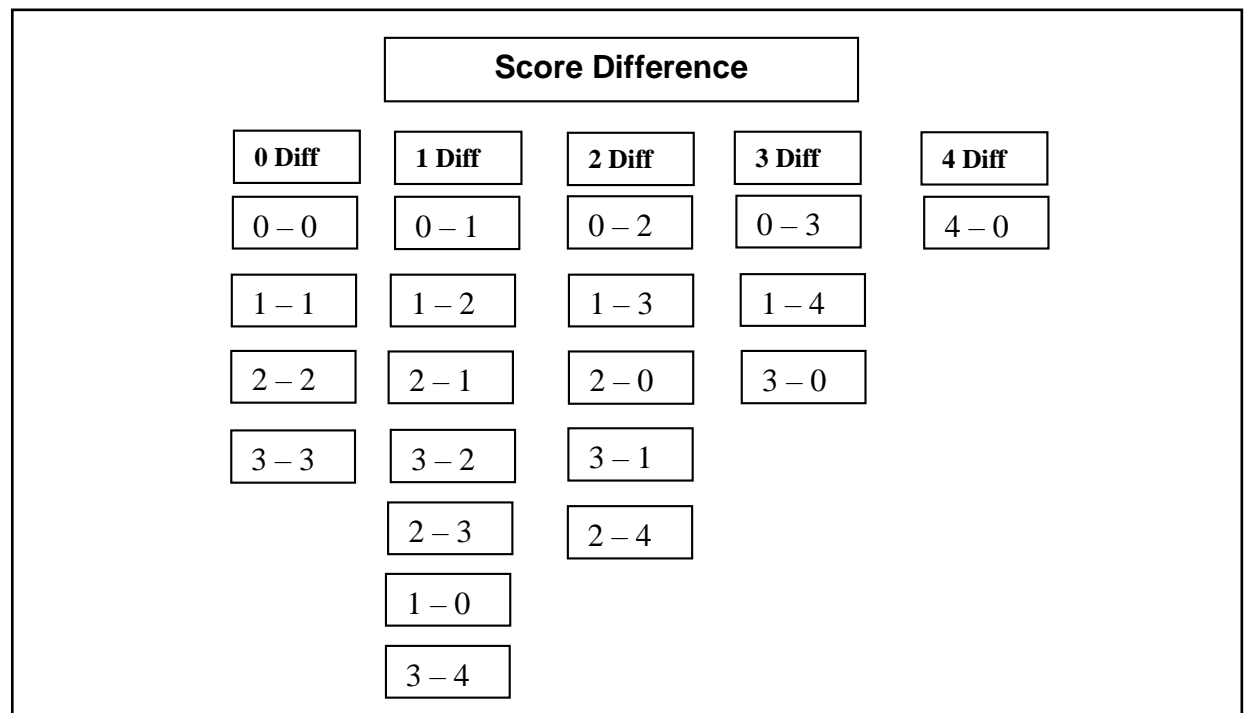 Score Difference
0 Diff 1 Diff 2 Diff 3 Diff 4 Diff
0 – 0 0 – 1 0 – 2 0 – 3 4 – 0
1 – 1 1 – 2 1 – 3 1 – 4
2 – 2 2 – 1 2 – 0 3 – 0
3 – 3 3 – 2 3 – 1
2 – 3 2 – 4
1 – 0
3 – 4